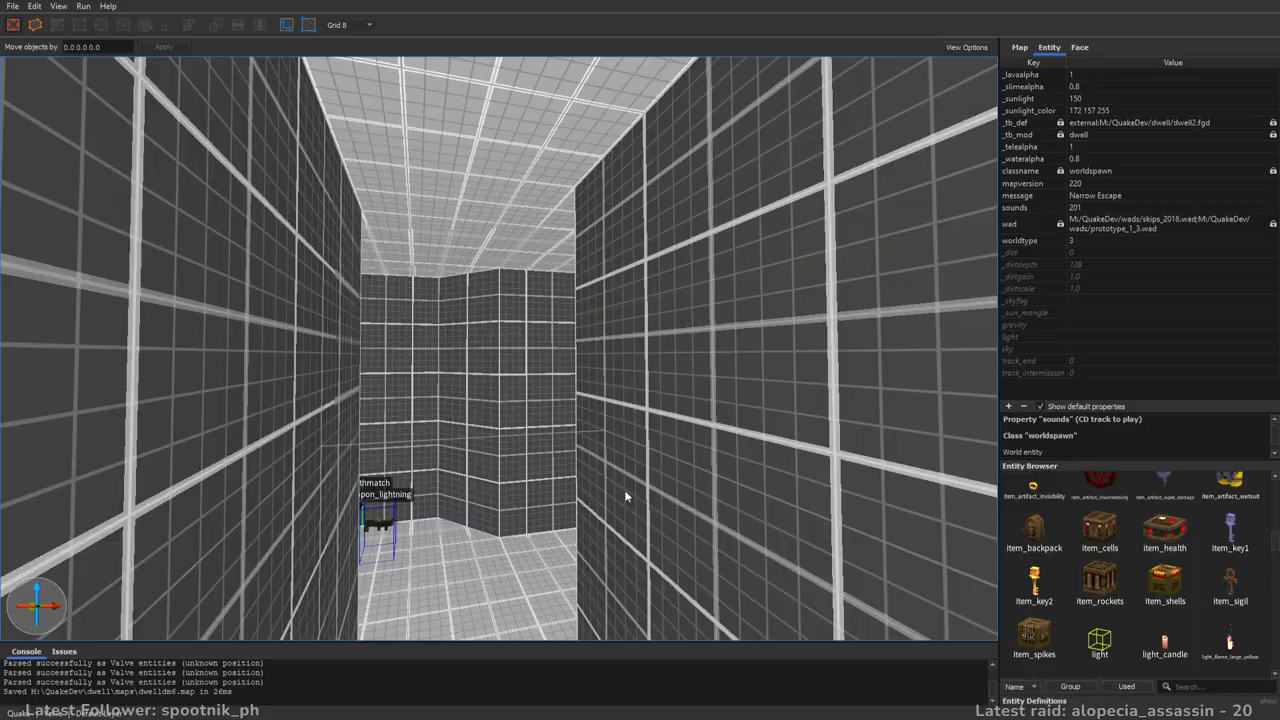 File Edit View Run Help
Grid 8
Move objects by 0.0 0.0 0.0 Apply View Options
Map Entity Face
Key Value
_lavaalpha 1
_slimealpha 0.8
_sunlight 150
_sunlight_color 172 157 255
_tb_def external:M:/QuakeDev/dwell/dwell2.fgd
_tb_mod dwell
_telealpha 1
_wateralpha 0.8
classname worldspawn
mapversion 220
message Narrow Escape
sounds 201
wad M:/QuakeDev/wads/skips_2018.wad;M:/QuakeDev/
wads/prototype_1_3.wad
worldtype 3
_dirt 0
_dirtdepth 128
_dirtgain 1.0
_dirtscale 1.0
_skyfog
_sun_mangle
gravity
light
sky
track_end 0
track_intermission 0
+ − Show default properties
Property "sounds" (CD track to play)
Class "worldspawn"
World entity
Entity Browser
item_artifact_invisibility item_artifact_invulnerability item_artifact_super_damage item_artifact_wetsuit
item_backpack item_cells item_health item_key1
item_key2 item_rockets item_shells item_sigil
item_spikes light light_candle light_flame_large_yellow
Name Group Used Search...
Entity Definitions show
thmatch
pon_lightning
Console Issues
Parsed successfully as Valve entities (unknown position)
Parsed successfully as Valve entities (unknown position)
Parsed successfully as Valve entities (unknown position)
Saved M:\QuakeDev\dwell\maps\dwelldm6.map in 26ms
Latest Follower: spootnik_ph
Latest raid: alopecia_assassin - 20